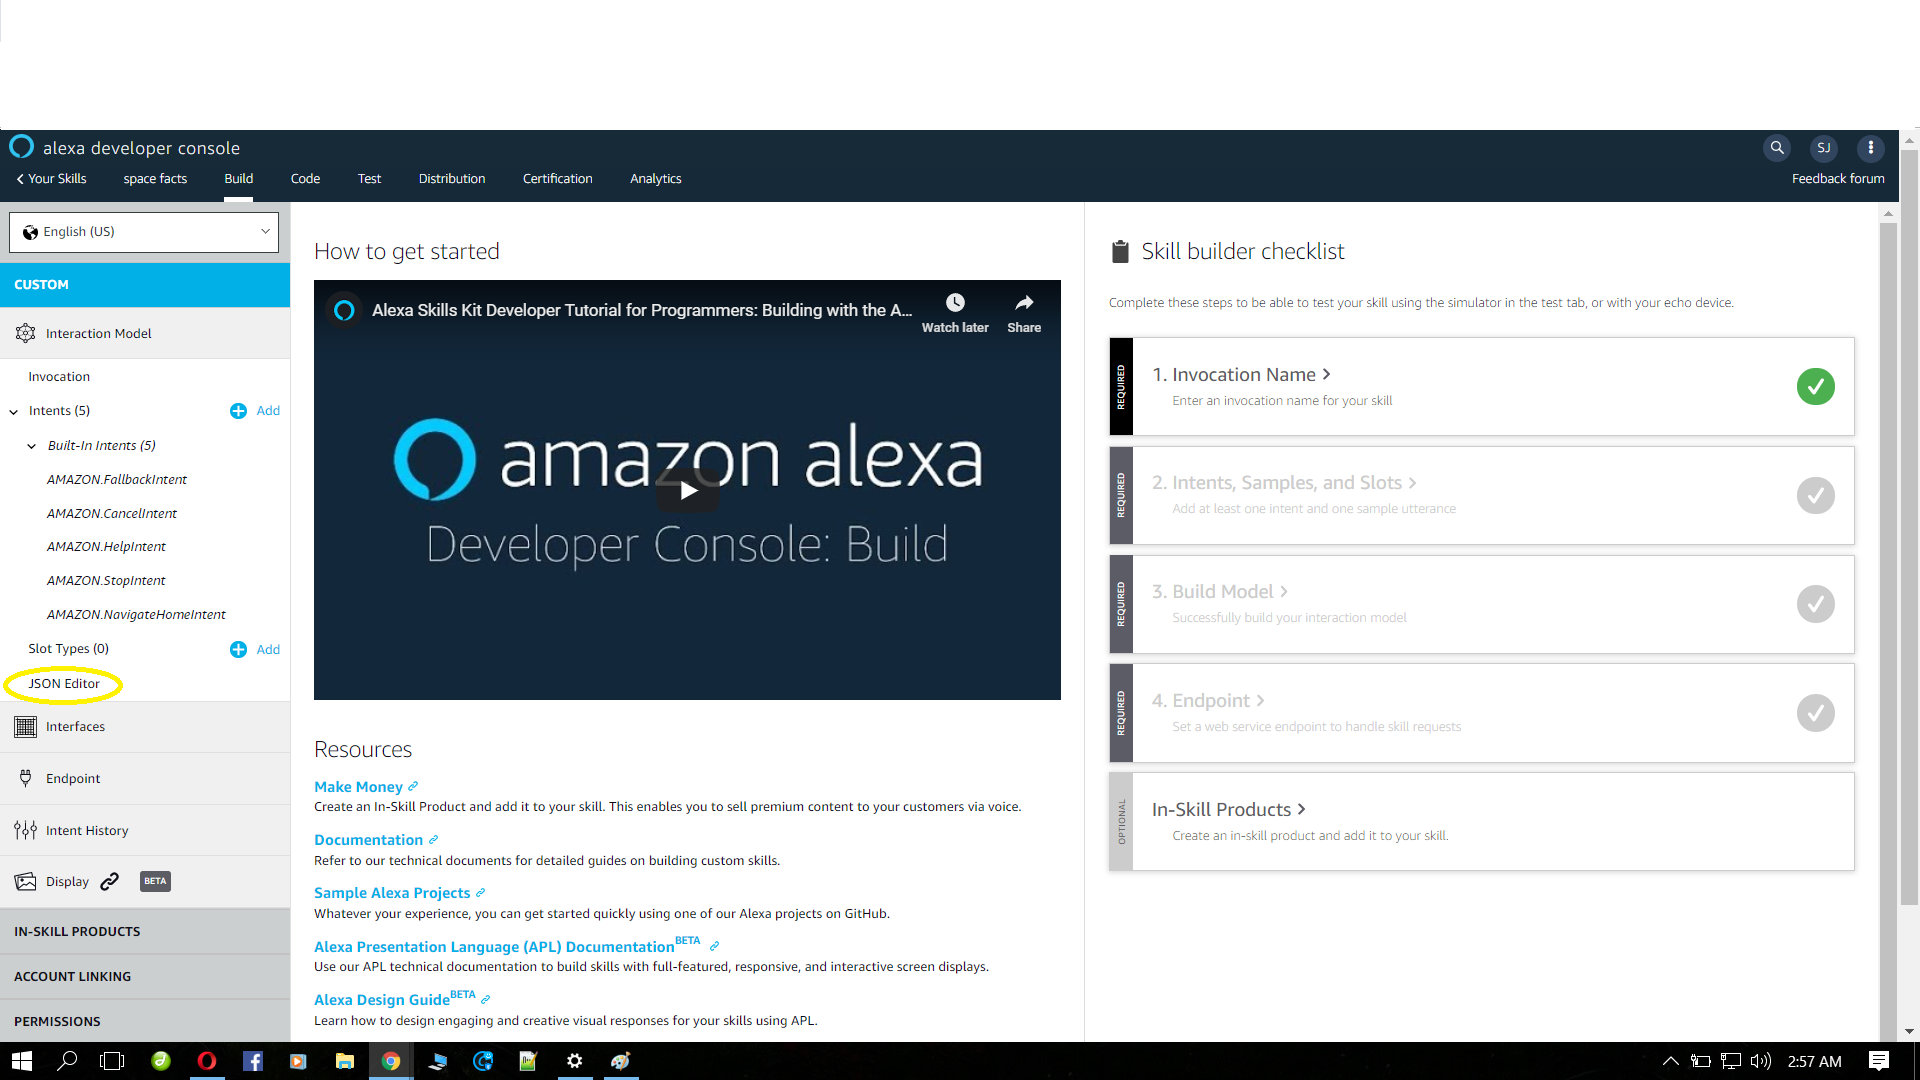 alexa developer console
SJ
Your Skills
space facts
Build
Code
Test
Distribution
Certification
Analytics
Feedback forum
English (US)
CUSTOM
Interaction Model
Invocation
Intents (5)
Add
Built-In Intents (5)
AMAZON.FallbackIntent
AMAZON.CancelIntent
AMAZON.HelpIntent
AMAZON.StopIntent
AMAZON.NavigateHomeIntent
Slot Types (0)
Add
JSON Editor
Interfaces
Endpoint
Intent History
Display
BETA
IN-SKILL PRODUCTS
ACCOUNT LINKING
PERMISSIONS
How to get started
Alexa Skills Kit Developer Tutorial for Programmers: Building with the A...
Watch later
Share
amazon alexa
Developer Console: Build
Resources
Make Money
Create an In-Skill Product and add it to your skill. This enables you to sell premium content to your customers via voice.
Documentation
Refer to our technical documents for detailed guides on building custom skills.
Sample Alexa Projects
Whatever your experience, you can get started quickly using one of our Alexa projects on GitHub.
Alexa Presentation Language (APL) Documentation BETA
Use our APL technical documentation to build skills with full-featured, responsive, and interactive screen displays.
Alexa Design Guide BETA
Learn how to design engaging and creative visual responses for your skills using APL.
Skill builder checklist
Complete these steps to be able to test your skill using the simulator in the test tab, or with your echo device.
REQUIRED
1. Invocation Name
Enter an invocation name for your skill
REQUIRED
2. Intents, Samples, and Slots
Add at least one intent and one sample utterance
REQUIRED
3. Build Model
Successfully build your interaction model
REQUIRED
4. Endpoint
Set a web service endpoint to handle skill requests
OPTIONAL
In-Skill Products
Create an in-skill product and add it to your skill.
2:57 AM